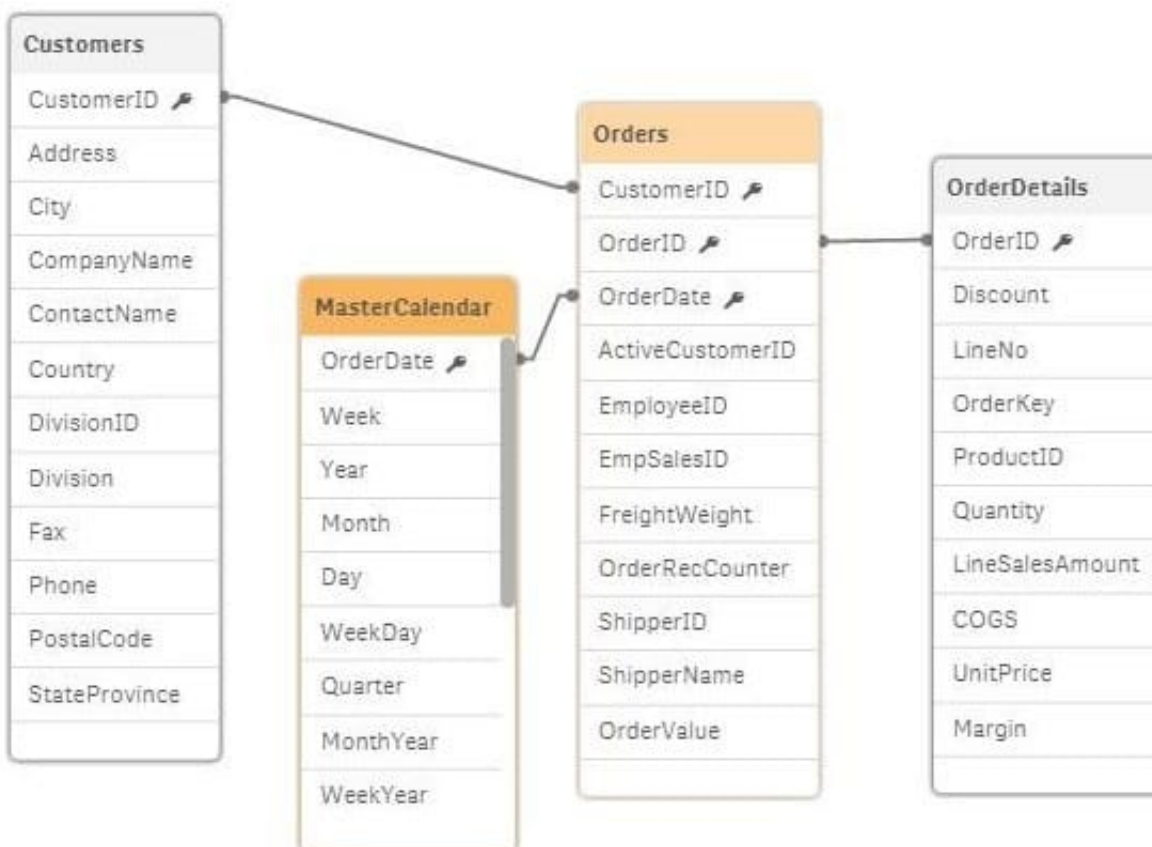 Customers
CustomerID
Address
City
CompanyName
ContactName
Country
DivisionID
Division
Fax
Phone
PostalCode
StateProvince
MasterCalendar
OrderDate
Week
Year
Month
Day
WeekDay
Quarter
MonthYear
WeekYear
Orders
CustomerID
OrderID
OrderDate
ActiveCustomerID
EmployeeID
EmpSalesID
FreightWeight
OrderRecCounter
ShipperID
ShipperName
OrderValue
OrderDetails
OrderID
Discount
LineNo
OrderKey
ProductID
Quantity
LineSalesAmount
COGS
UnitPrice
Margin